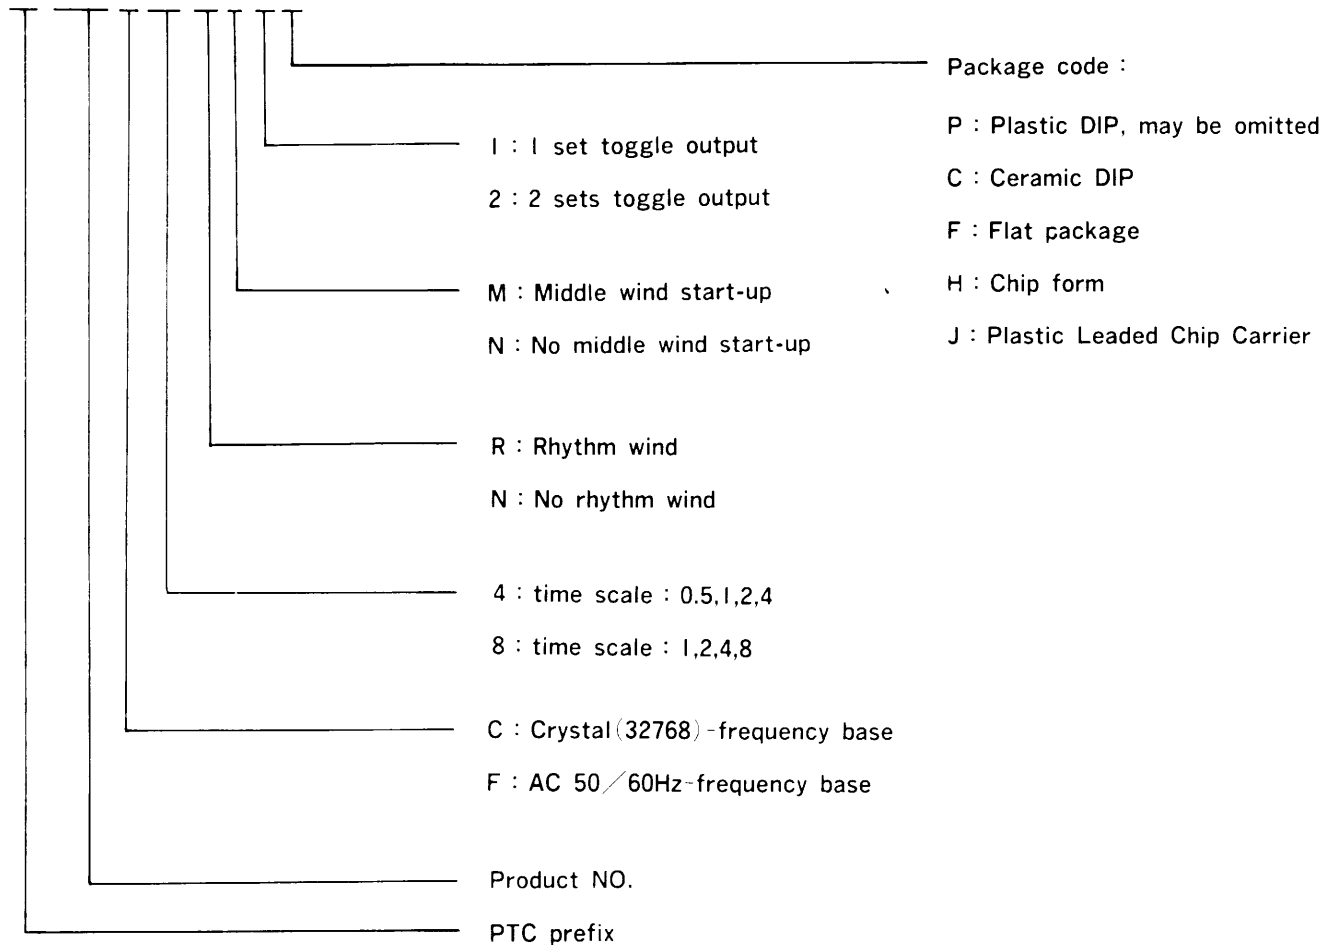 Package code :
P : Plastic DIP, may be omitted
C : Ceramic DIP
F : Flat package
H : Chip form
J : Plastic Leaded Chip Carrier
1 : 1 set toggle output
2 : 2 sets toggle output
M : Middle wind start-up
N : No middle wind start-up
R : Rhythm wind
N : No rhythm wind
4 : time scale : 0.5,1,2,4
8 : time scale : 1,2,4,8
C : Crystal(32768)-frequency base
F : AC 50/60Hz-frequency base
Product NO.
PTC prefix